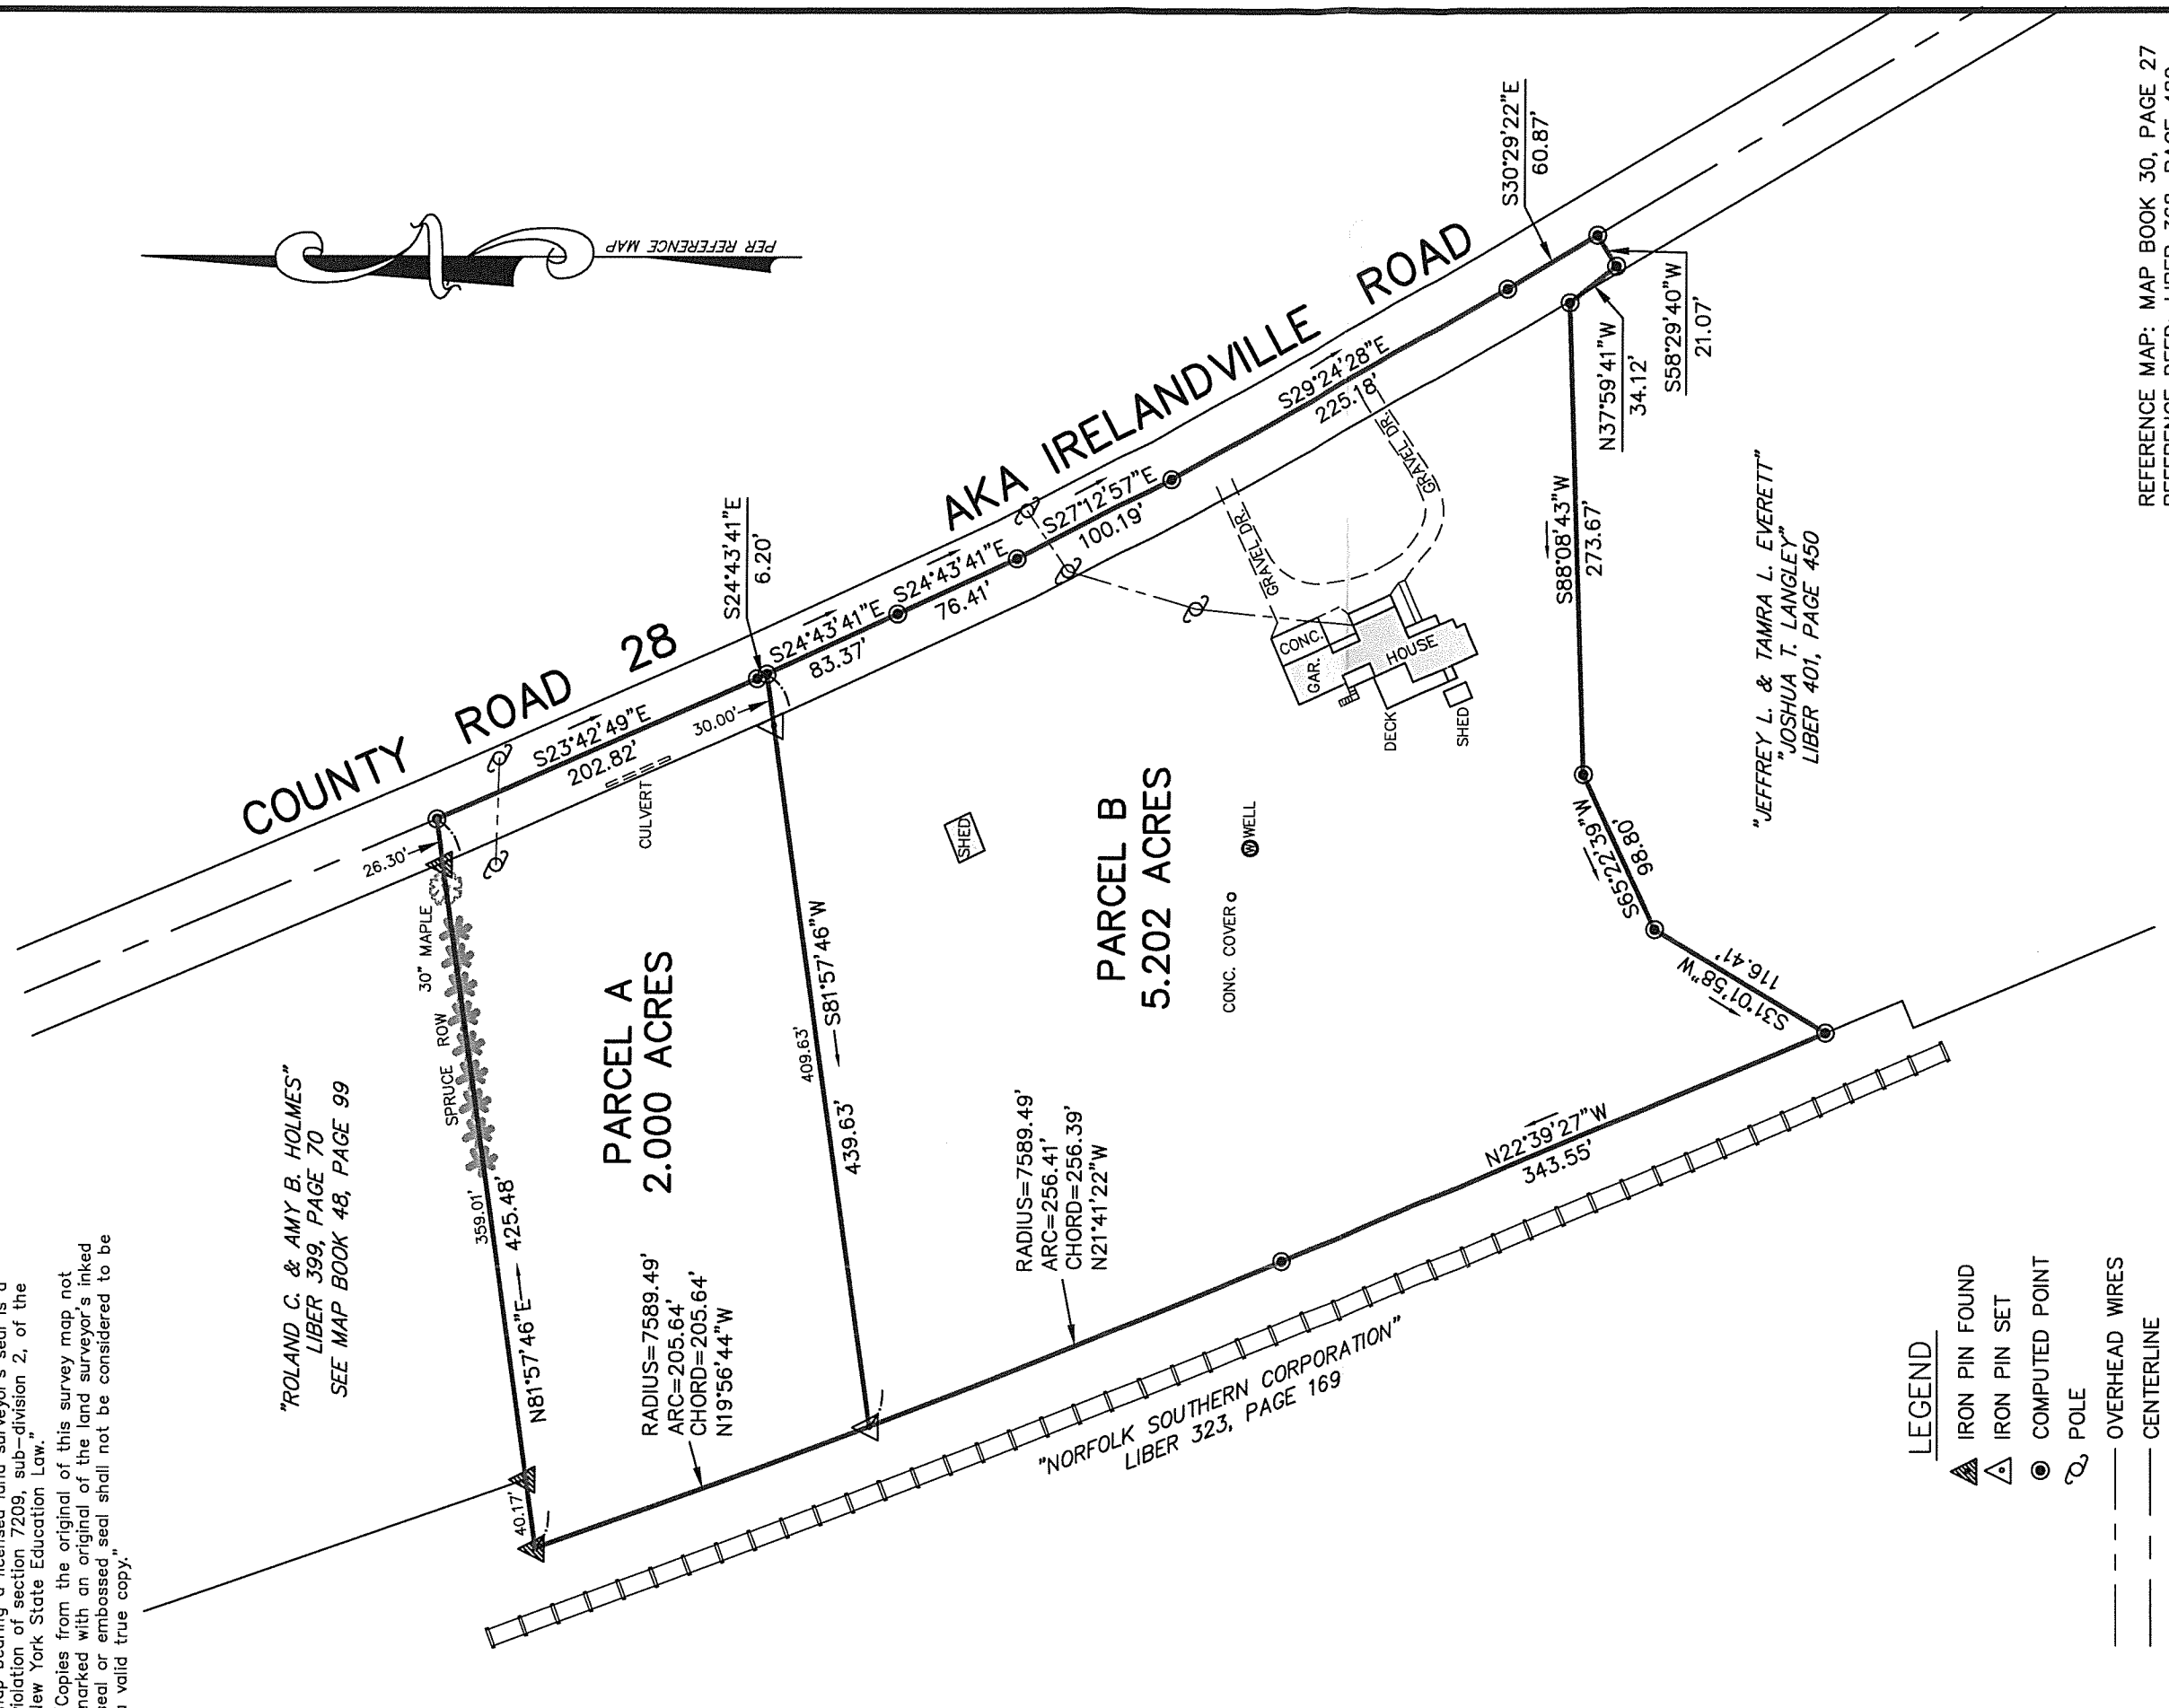 map bearing a licensed land surveyor's seal is a
violation of section 7209, sub-division 2, of the
New York State Education Law."
"Copies from the original of this survey map not
marked with an original of the land surveyor's inked
seal or embossed seal shall not be considered to be
a valid true copy."
"ROLAND C. & AMY B. HOLMES"
LIBER 399, PAGE 70
SEE MAP BOOK 48, PAGE 99
PER REFERENCE MAP
COUNTY ROAD 28
AKA IRELANDVILLE ROAD
26.30'
30" MAPLE
SPRUCE ROW
359.01'
N81°57'46"E
425.48'
40.17'
S23°42'49"E
202.82'
CULVERT
30.00'
S24°43'41"E
6.20'
S24°43'41"E
83.37'
S24°43'41"E
76.41'
S27°12'57"E
100.19'
S29°24'28"E
225.18'
S30°29'22"E
60.87'
S58°29'40"W
21.07'
N37°59'41"W
34.12'
S88°08'43"W
273.67'
S65°22'39"W
98.80'
S31°01'58"W
116.41'
N22°39'27"W
343.55'
PARCEL A
2.000 ACRES
RADIUS=7589.49'
ARC=205.64'
CHORD=205.64'
N19°56'44"W
409.63'
S81°57'46"W
439.63'
SHED
PARCEL B
5.202 ACRES
CONC. COVER
W WELL
GRAVEL DR.
GRAVEL DR.
GRAVEL
CONC.
GAR.
HOUSE
DECK
SHED
RADIUS=7589.49'
ARC=256.41'
CHORD=256.39'
N21°41'22"W
"NORFOLK SOUTHERN CORPORATION"
LIBER 323, PAGE 169
"JEFFREY L. & TAMRA L. EVERETT"
"JOSHUA T. LANGLEY"
LIBER 401, PAGE 450
LEGEND
IRON PIN FOUND
IRON PIN SET
COMPUTED POINT
POLE
OVERHEAD WIRES
CENTERLINE
REFERENCE MAP: MAP BOOK 30, PAGE 27